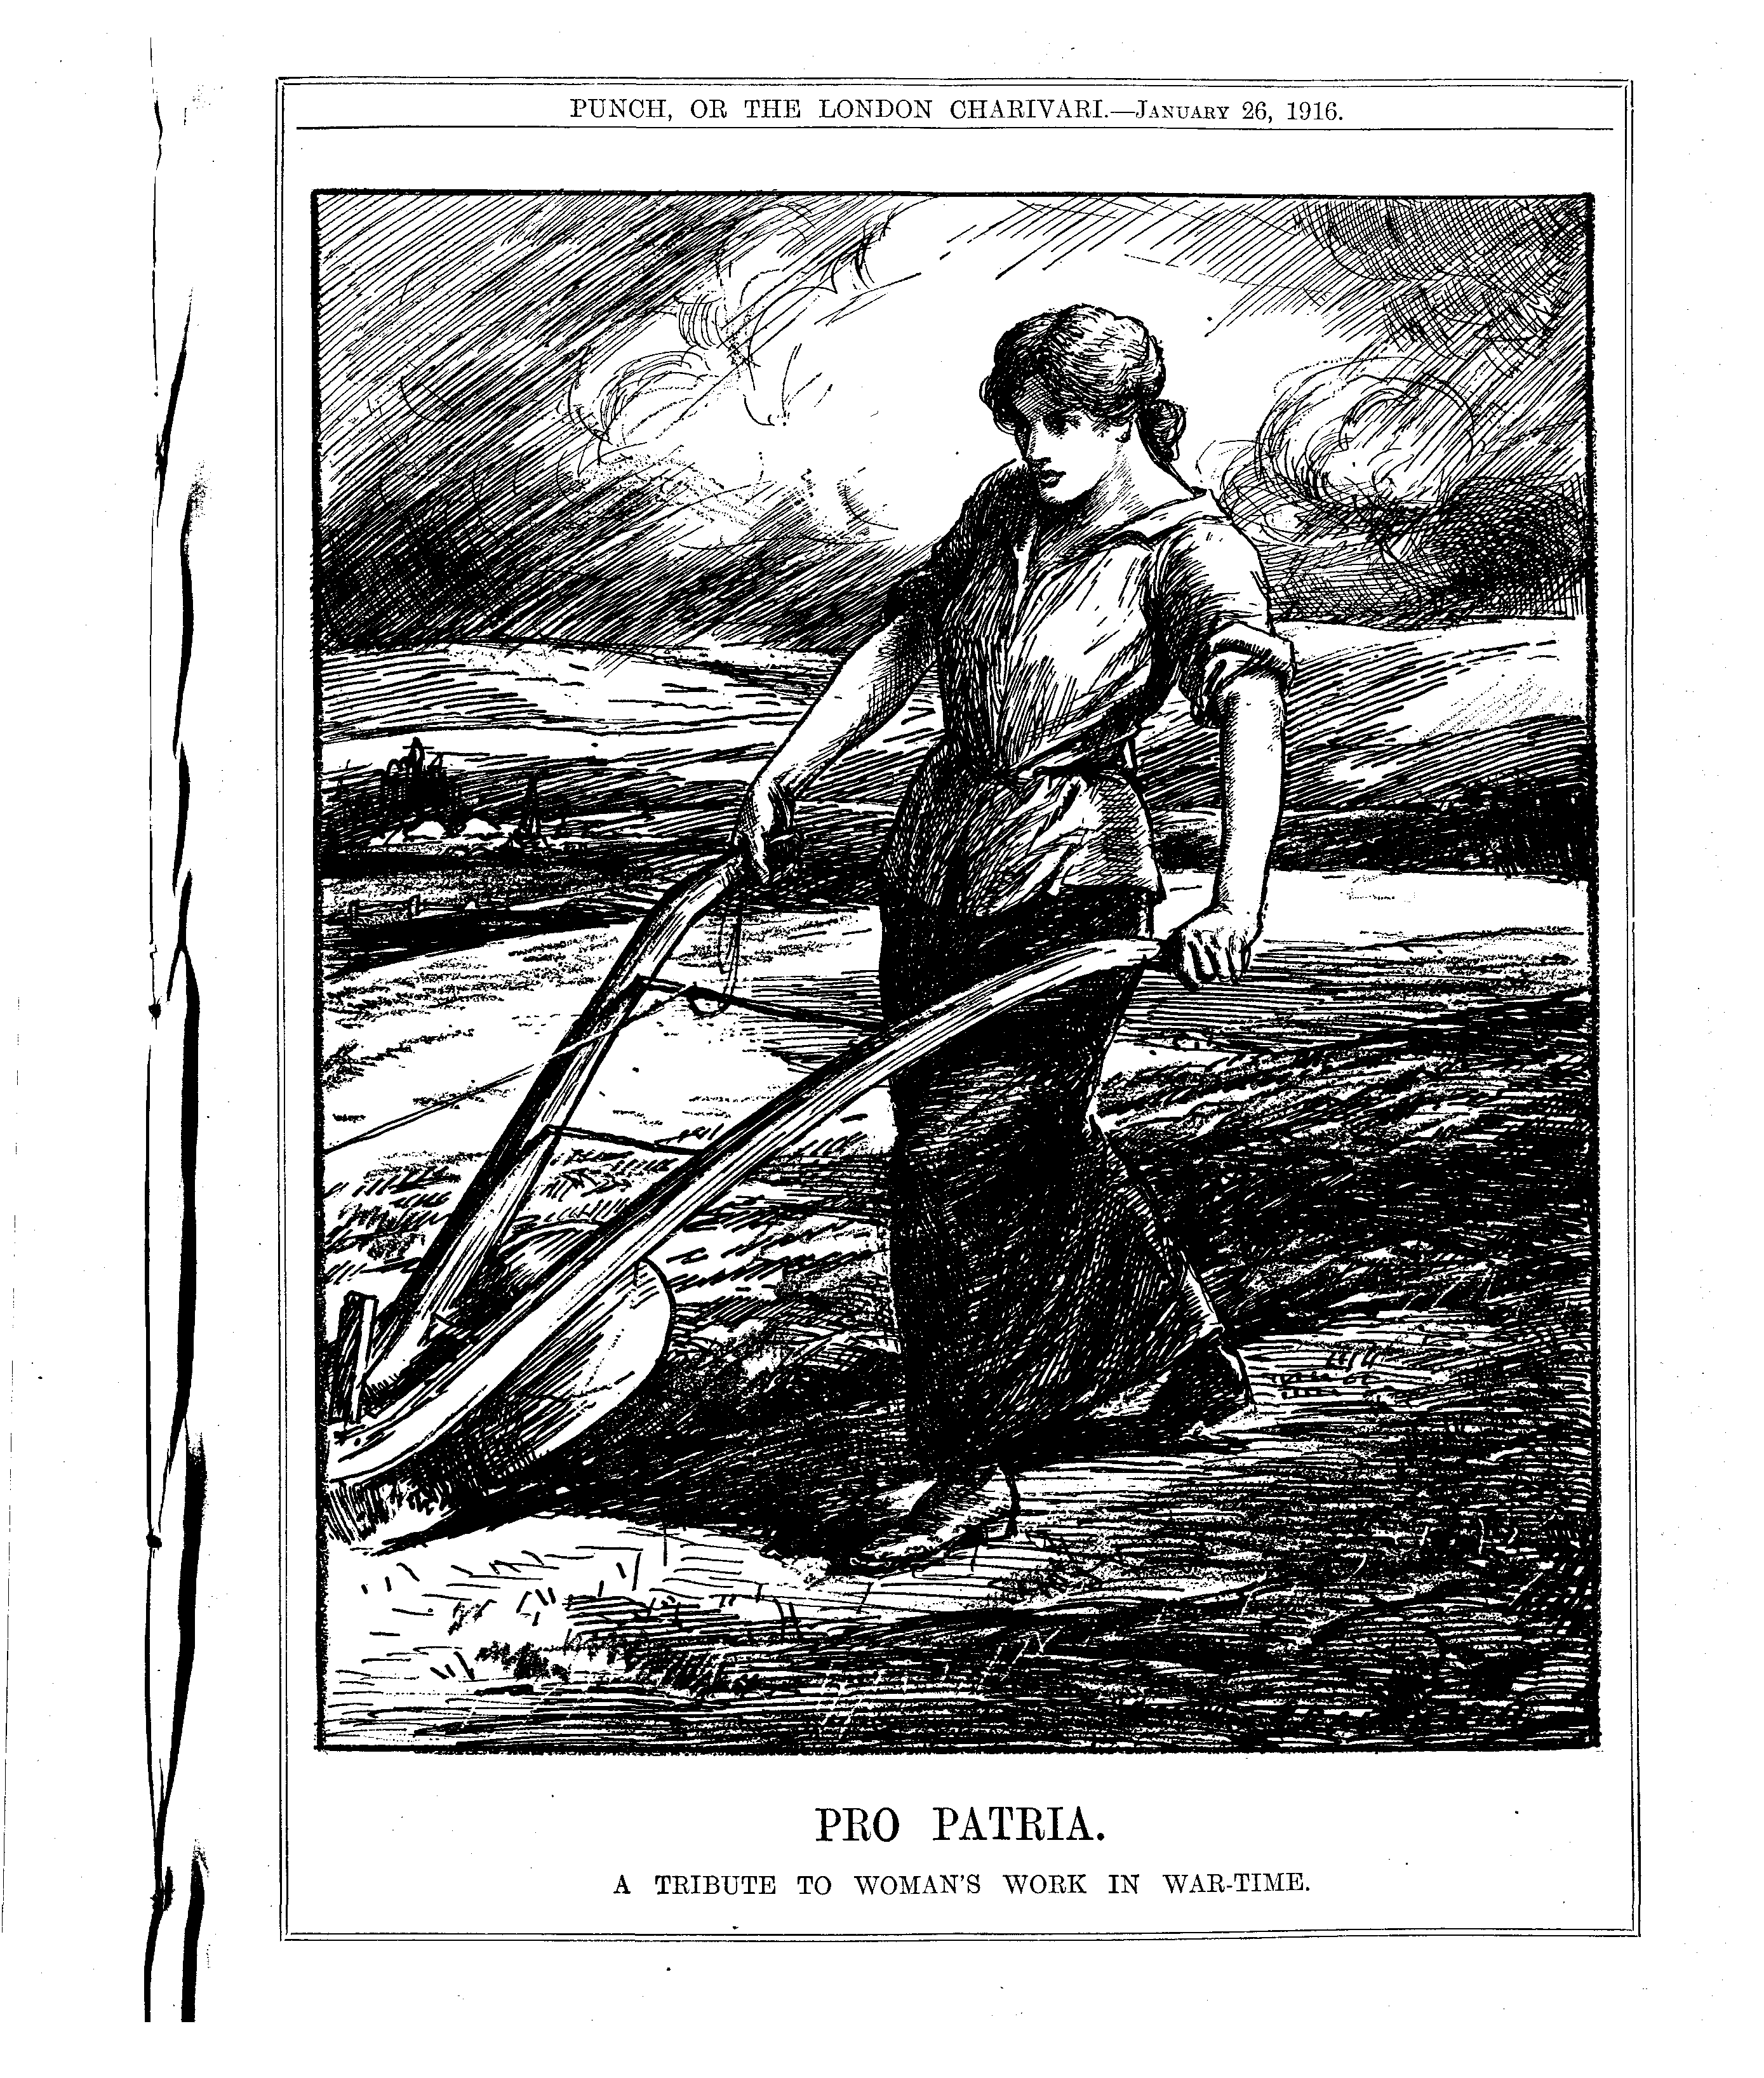 PUNCH, OR THE LONDON CHARIVARI.—JANUARY 26, 1916.
PRO PATRIA.
A TRIBUTE TO WOMAN'S WORK IN WAR-TIME.